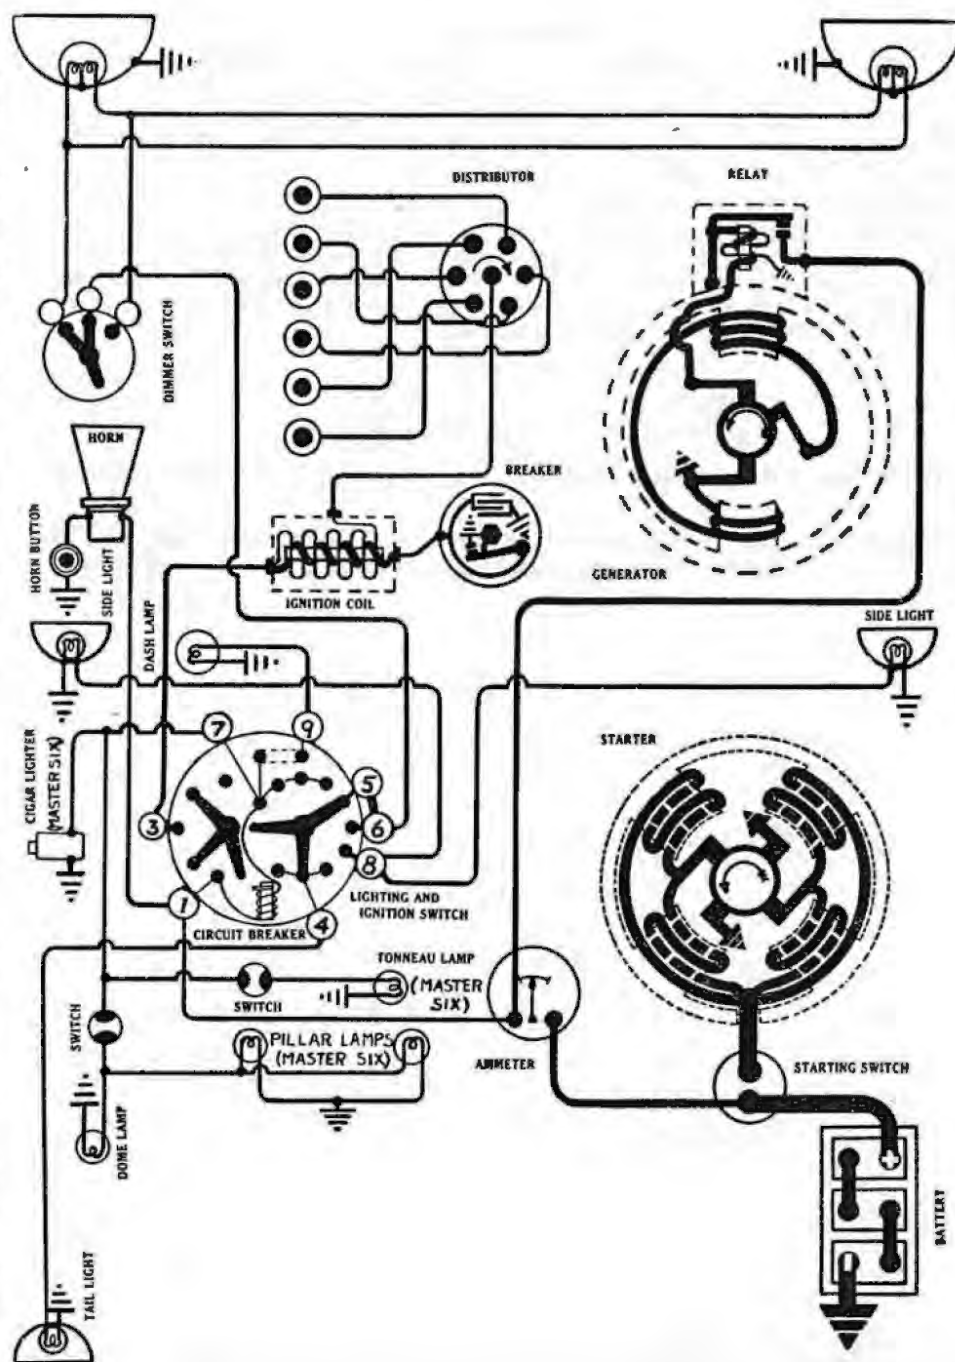 DISTRIBUTOR
RELAY
DIMMER SWITCH
HORN
BREAKER
HORN BUTTON
SIDE LIGHT
IGNITION COIL
GENERATOR
DASH LAMP
SIDE LIGHT
CIGAR LIGHTER
(MASTER SIX)
7
9
STARTER
5
3
6
8
1
4
LIGHTING AND
IGNITION SWITCH
CIRCUIT BREAKER
TONNEAU LAMP
(MASTER
SIX)
SWITCH
SWITCH
PILLAR LAMPS
(MASTER SIX)
AMMETER
STARTING SWITCH
DOME LAMP
BATTERY
TAIL LIGHT